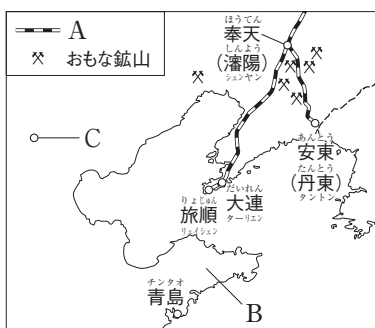 A
おもな鉱山
ほうてん
奉天
しんよう
(瀋陽)
シェンヤン
C
あんとう
安東
たんとう
(丹東)
タントン
りょじゅん
旅順
リュイシュン
だいれん
大連
ターリエン
チンタオ
青島
B